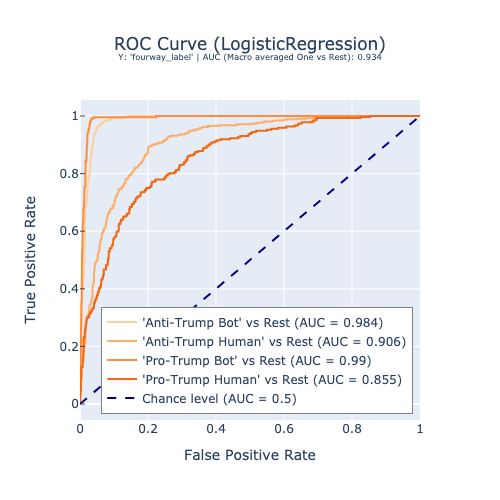 ROC Curve (LogisticRegression)
Y: 'fourway_label' | AUC (Macro averaged One vs Rest): 0.934
True Positive Rate
1
0.8
0.6
0.4
0.2
0
'Anti-Trump Bot' vs Rest (AUC = 0.984)
'Anti-Trump Human' vs Rest (AUC = 0.906)
'Pro-Trump Bot' vs Rest (AUC = 0.99)
'Pro-Trump Human' vs Rest (AUC = 0.855)
Chance level (AUC = 0.5)
0 0.2 0.4 0.6 0.8 1
False Positive Rate